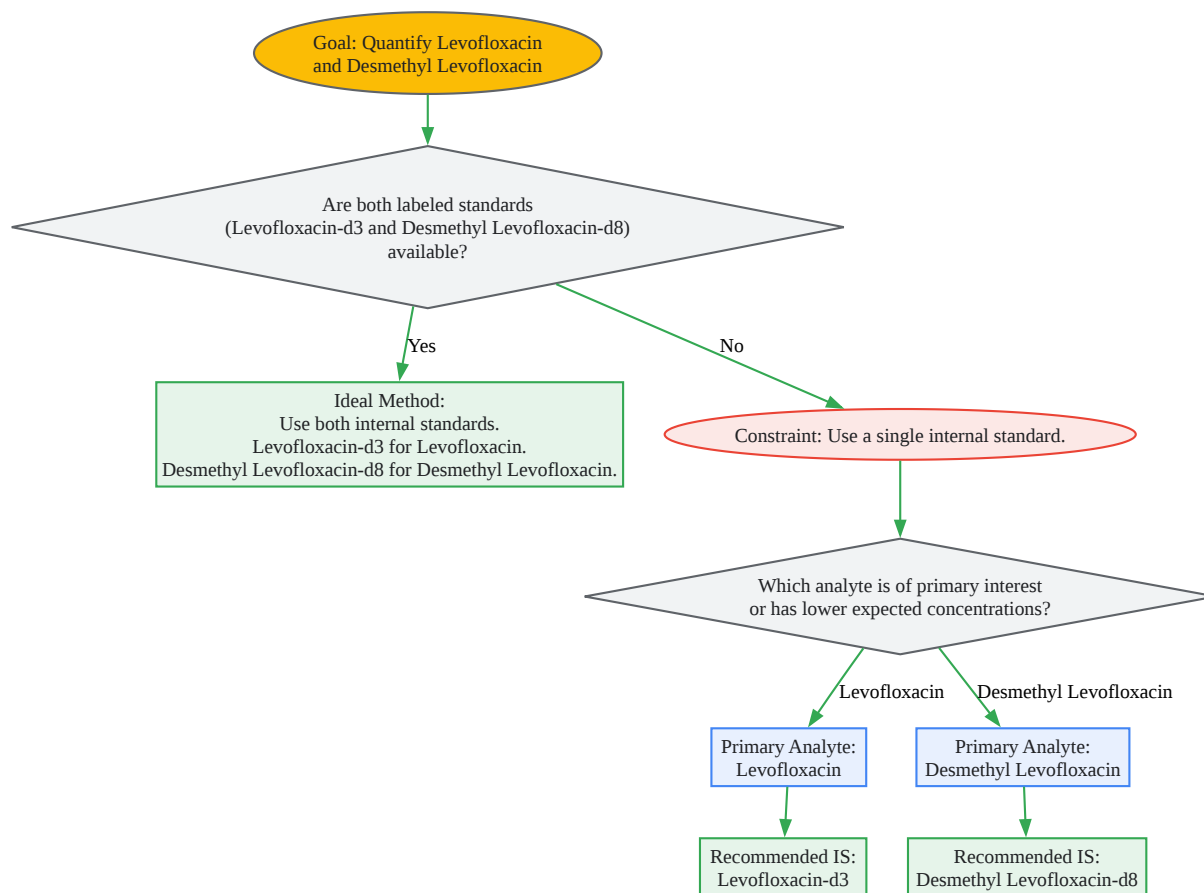 Goal: Quantify Levofloxacin
and Desmethyl Levofloxacin
Are both labeled standards
(Levofloxacin-d3 and Desmethyl Levofloxacin-d8)
available?
Yes
No
Ideal Method:
Use both internal standards.
Levofloxacin-d3 for Levofloxacin.
Desmethyl Levofloxacin-d8 for Desmethyl Levofloxacin.
Constraint: Use a single internal standard.
Which analyte is of primary interest
or has lower expected concentrations?
Levofloxacin
Desmethyl Levofloxacin
Primary Analyte:
Levofloxacin
Primary Analyte:
Desmethyl Levofloxacin
Recommended IS:
Levofloxacin-d3
Recommended IS:
Desmethyl Levofloxacin-d8